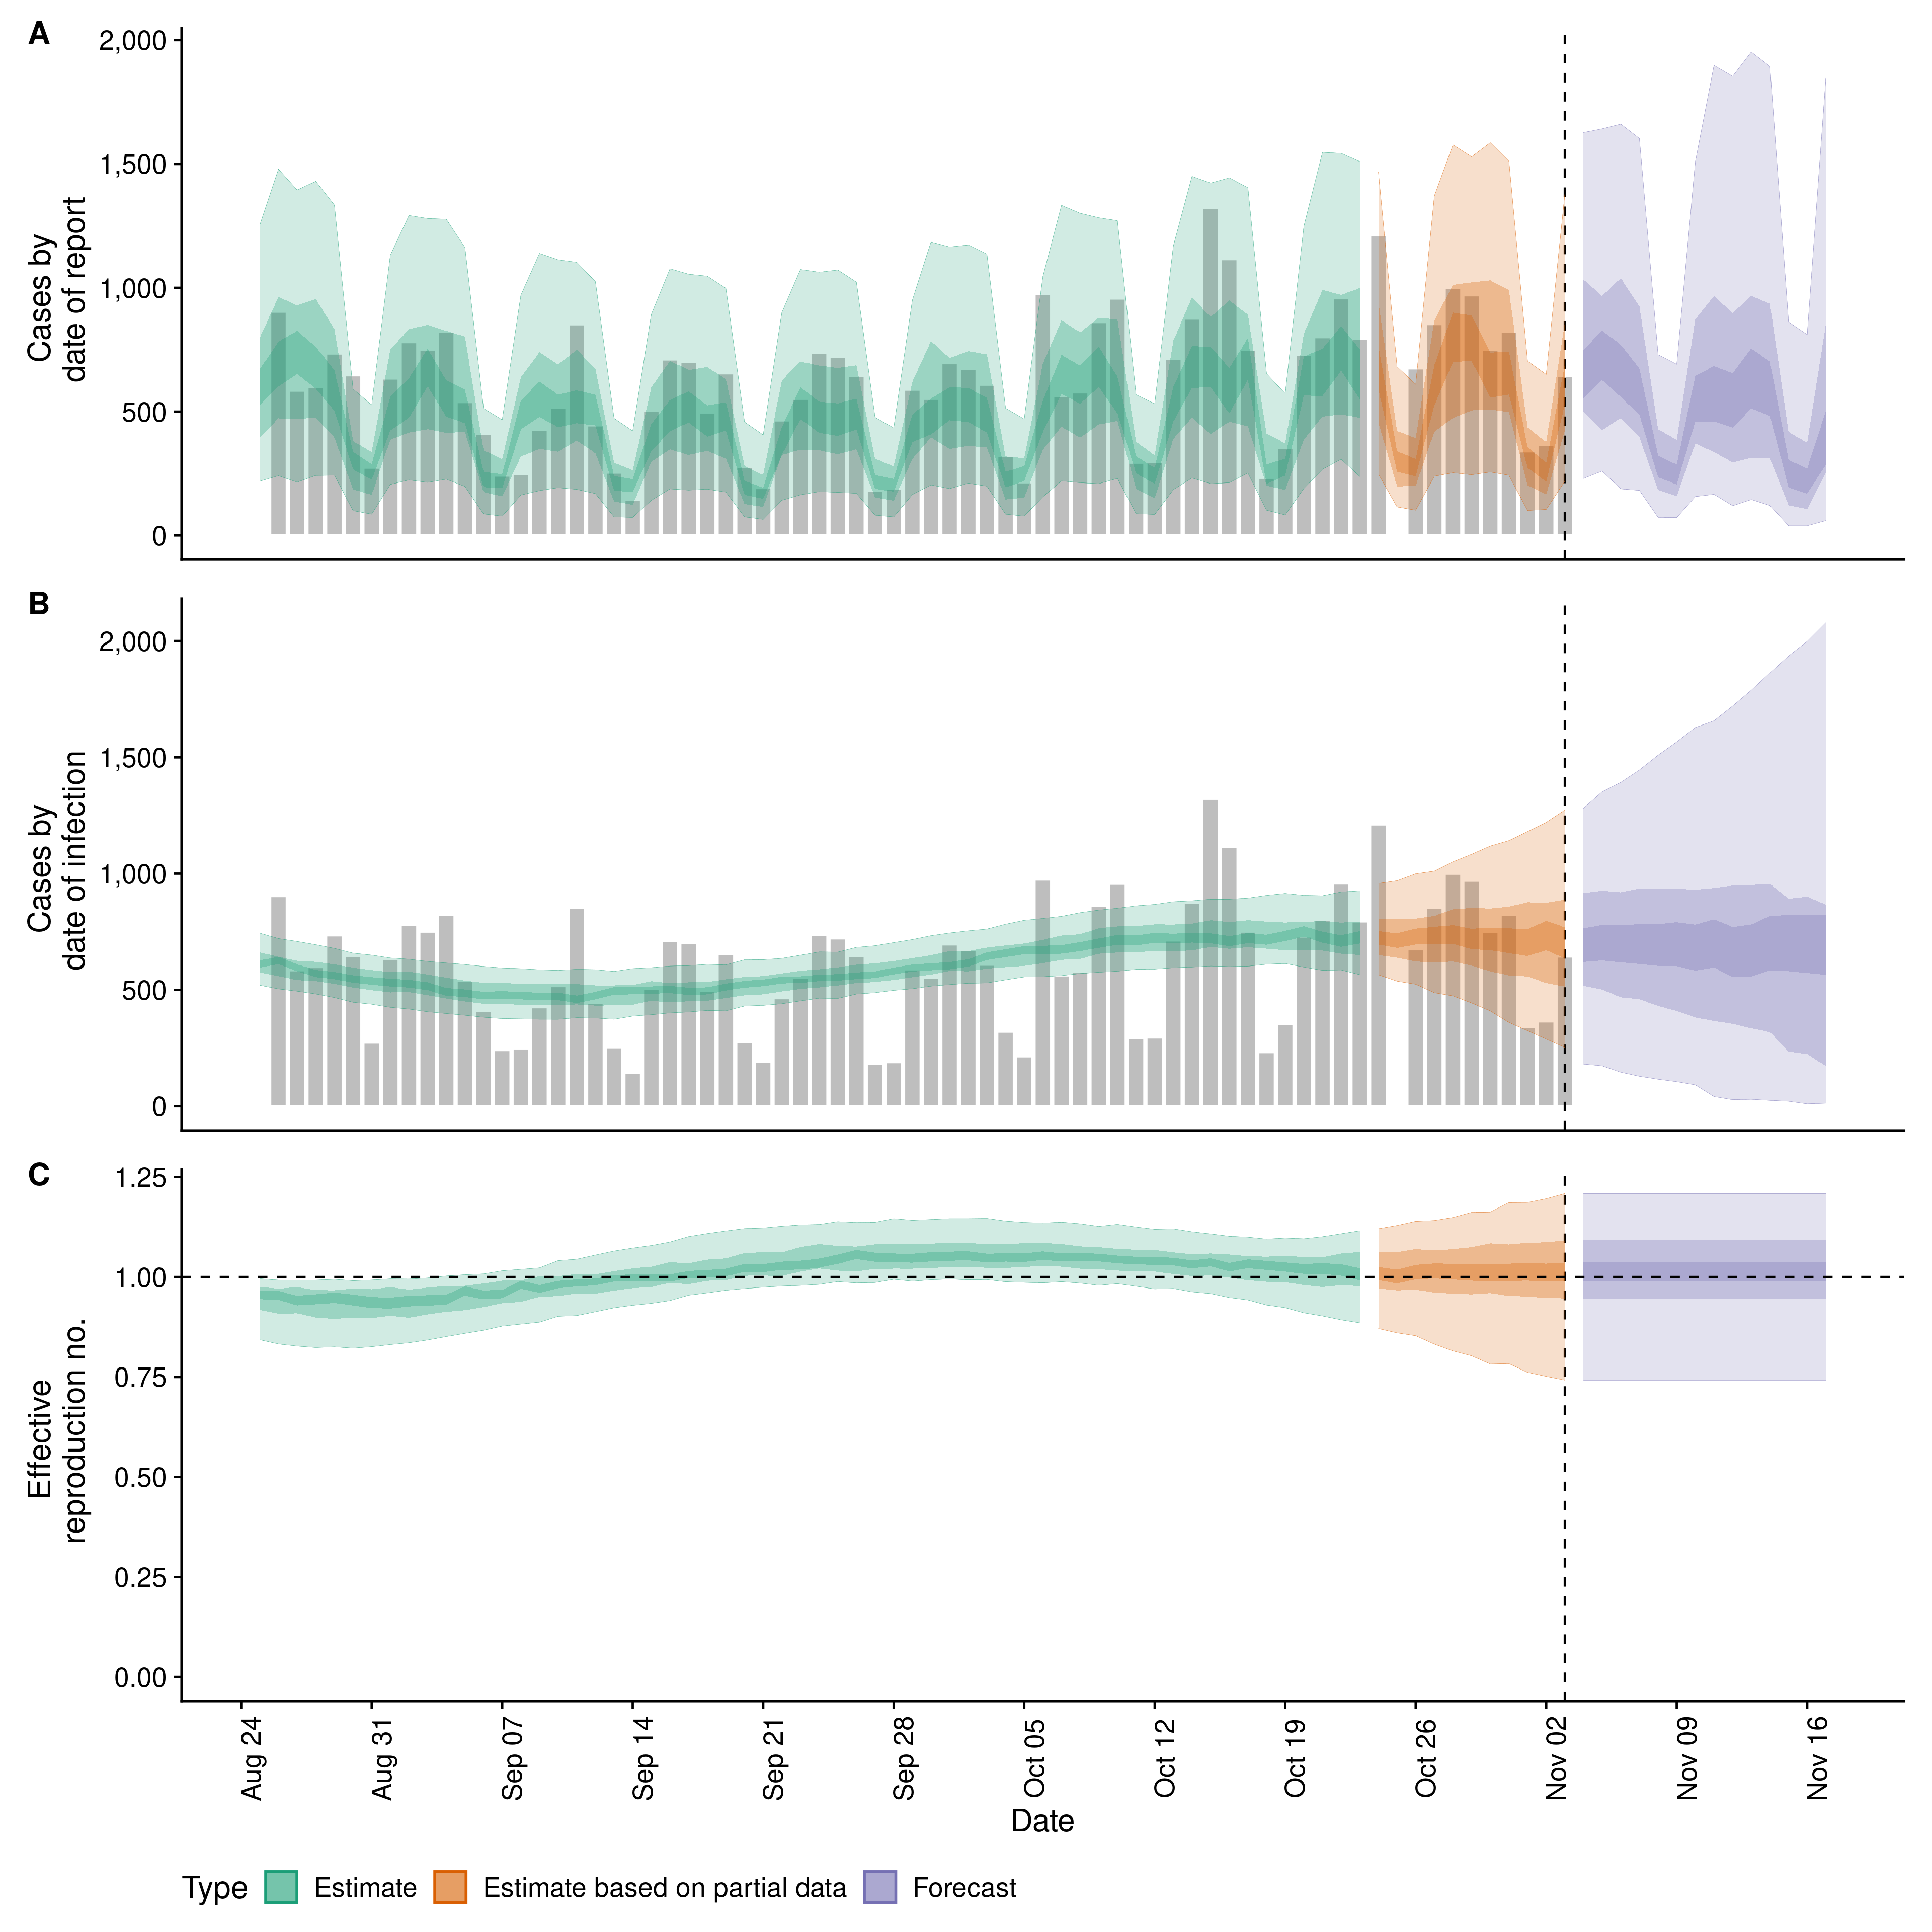 A
2,000
1,500
1,000
500
0
Cases by
date of report
B
2,000
1,500
1,000
500
0
Cases by
date of infection
C
1.25
1.00
0.75
0.50
0.25
0.00
Effective
reproduction no.
Aug 24
Aug 31
Sep 07
Sep 14
Sep 21
Sep 28
Oct 05
Oct 12
Oct 19
Oct 26
Nov 02
Nov 09
Nov 16
Date
Type Estimate Estimate based on partial data Forecast